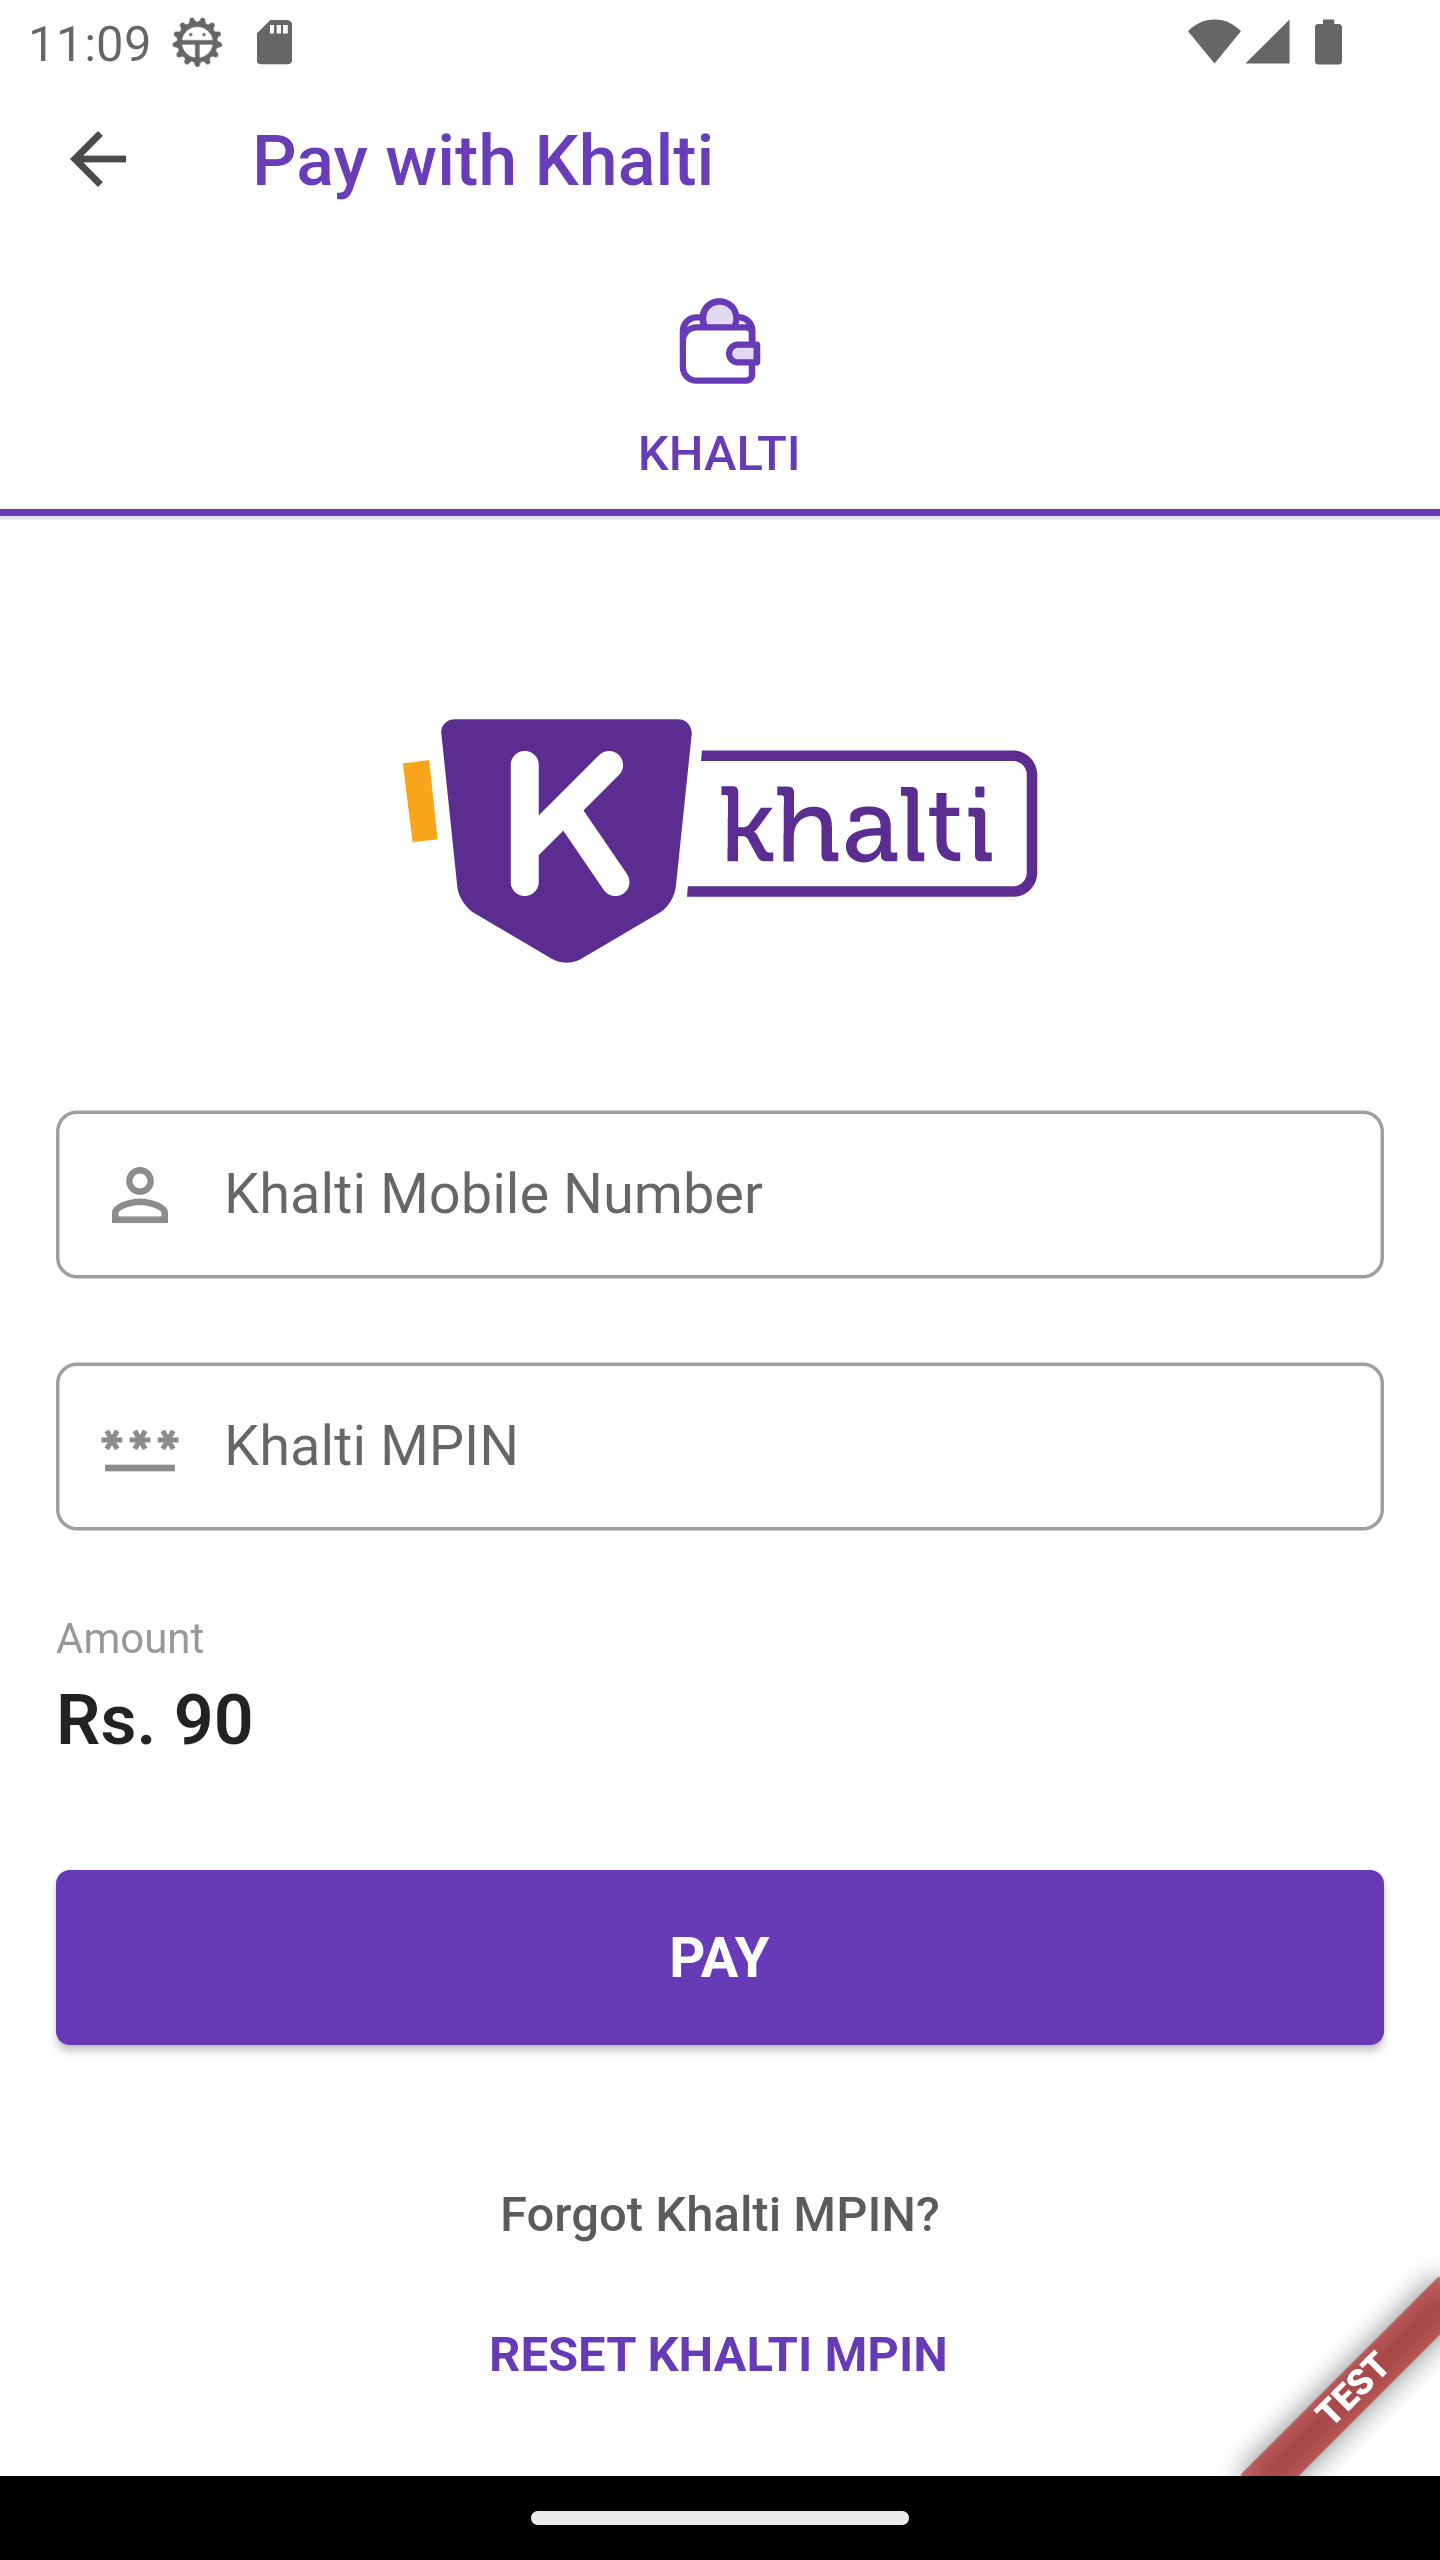 11:09
Pay with Khalti
KHALTI
K khalti
Khalti Mobile Number
*** Khalti MPIN
Amount
Rs. 90
PAY
Forgot Khalti MPIN?
RESET KHALTI MPIN
TEST